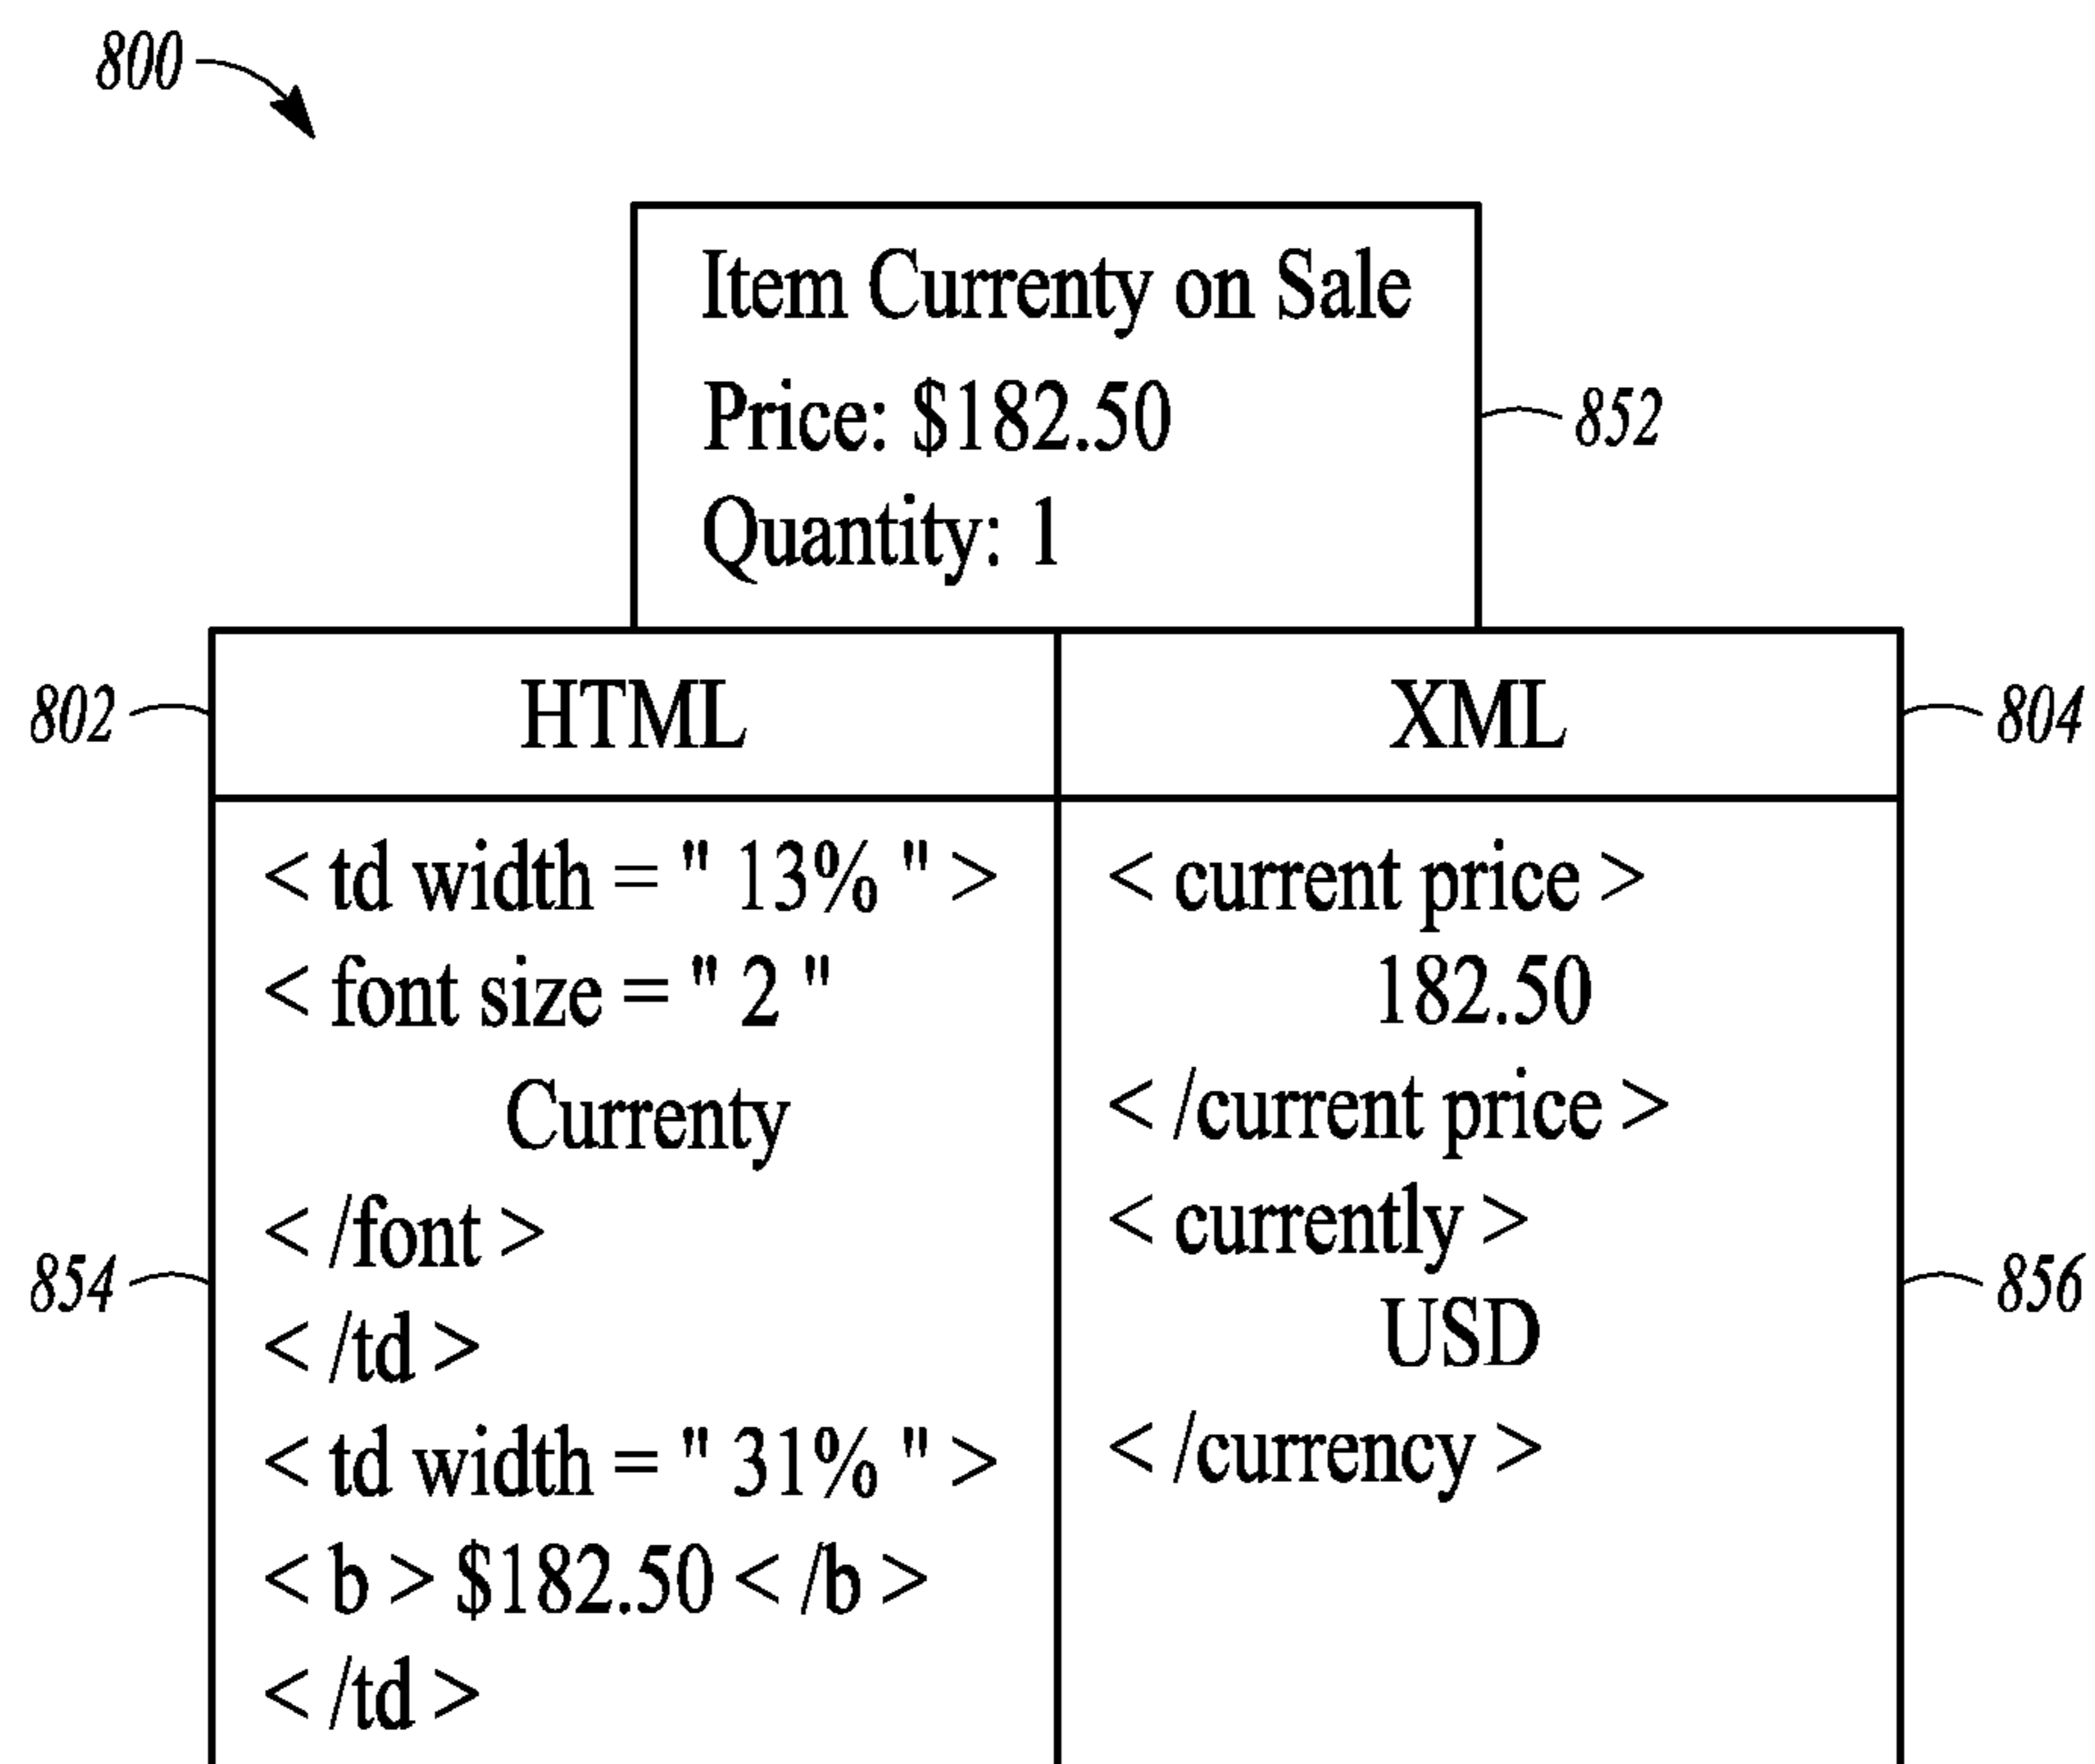 800
Item Currenty on Sale
Price: $182.50
852
Quantity: 1
802
HTML
XML
804
< td width = " 13% " >
< font size = " 2 "
Currenty
< /font >
854
< /td >
< td width = " 31% " >
< b > $182.50 < /b >
< /td >
< current price >
182.50
< /current price >
< currently >
856
USD
< /currency >